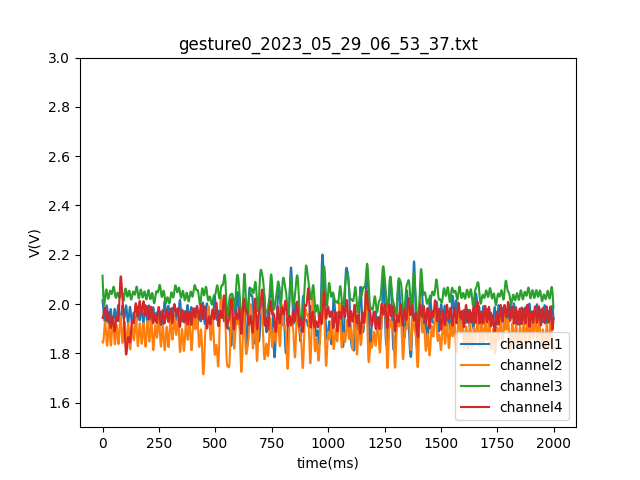 gesture0_2023_05_29_06_53_37.txt
3.0
2.8
2.6
2.4
2.2
2.0
1.8
1.6
V(V)
channel1
channel2
channel3
channel4
0 250 500 750 1000 1250 1500 1750 2000
time(ms)